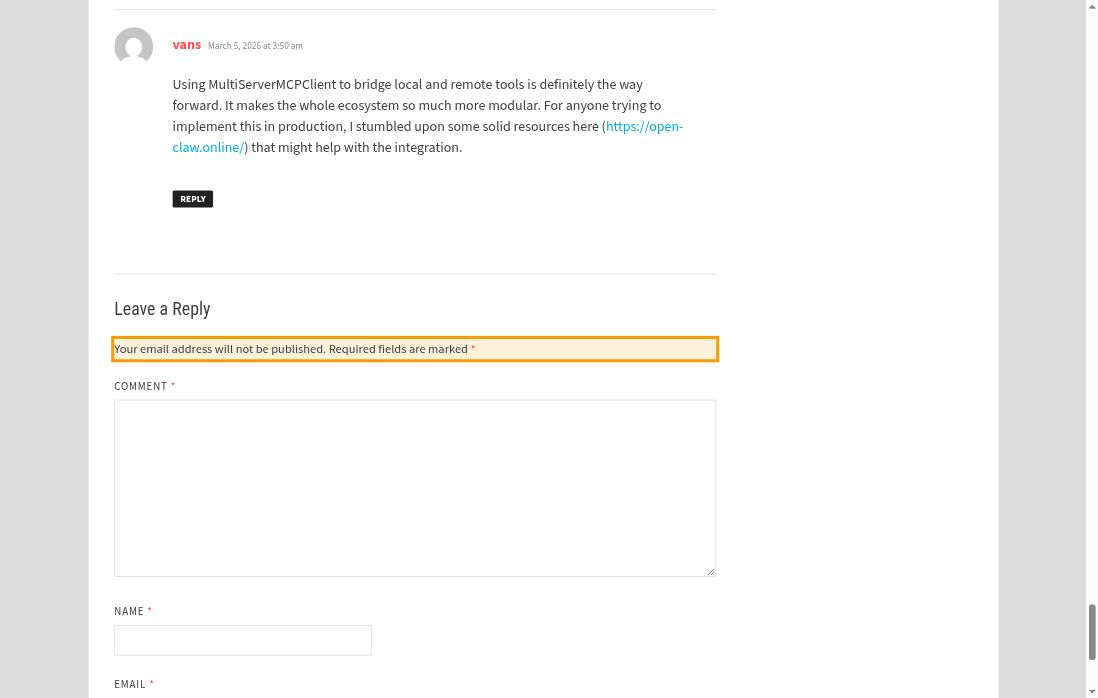 vans March 5, 2026 at 3:50 am
Using MultiServerMCPClient to bridge local and remote tools is definitely the way
forward. It makes the whole ecosystem so much more modular. For anyone trying to
implement this in production, I stumbled upon some solid resources here (https://open-
claw.online/) that might help with the integration.
REPLY
Leave a Reply
Your email address will not be published. Required fields are marked *
COMMENT *
NAME *
EMAIL *